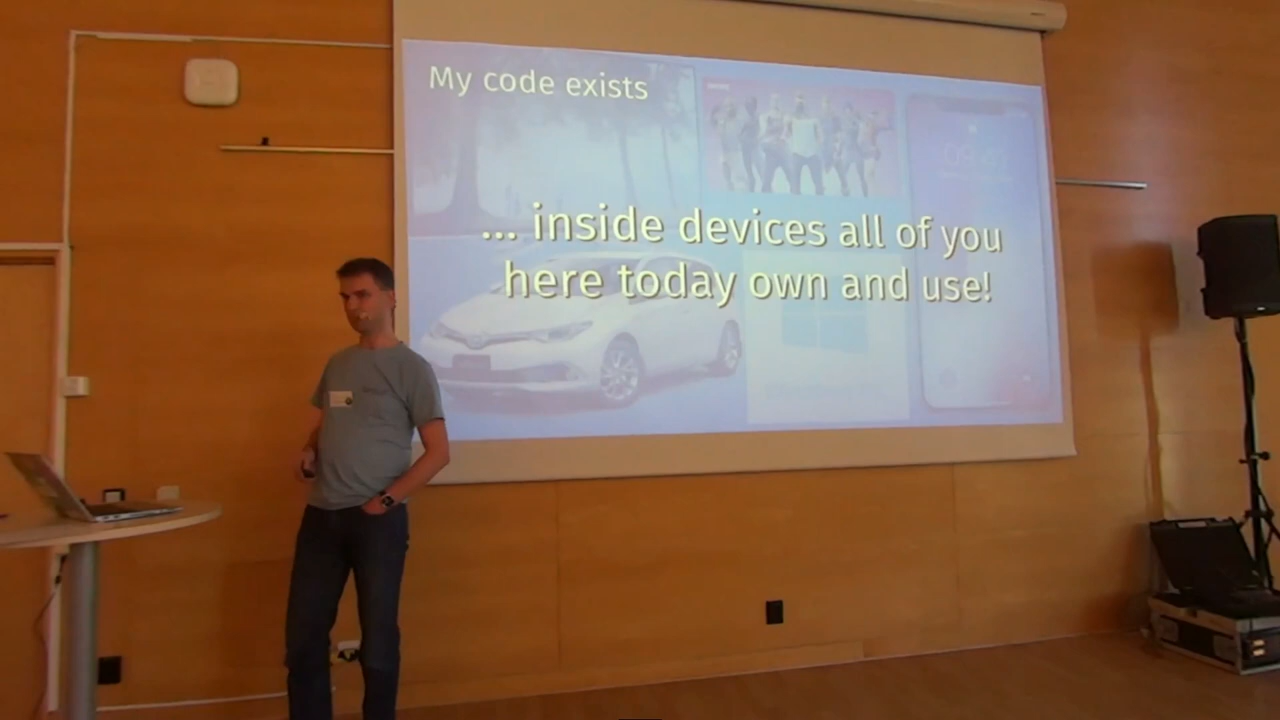 My code exists
... inside devices all of you
here today own and use!